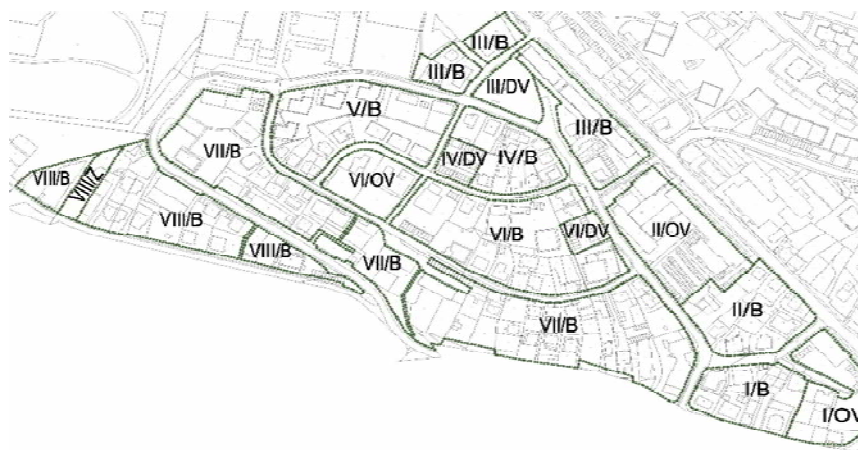 III/B
III/B
III/DV
V/B
III/B
VII/B
IV/DV
IV/B
VIII/B
VIII/Z
VI/OV
VIII/B
VI/B
VI/DV
II/OV
VIII/B
VII/B
II/B
VII/B
I/B
I/OV